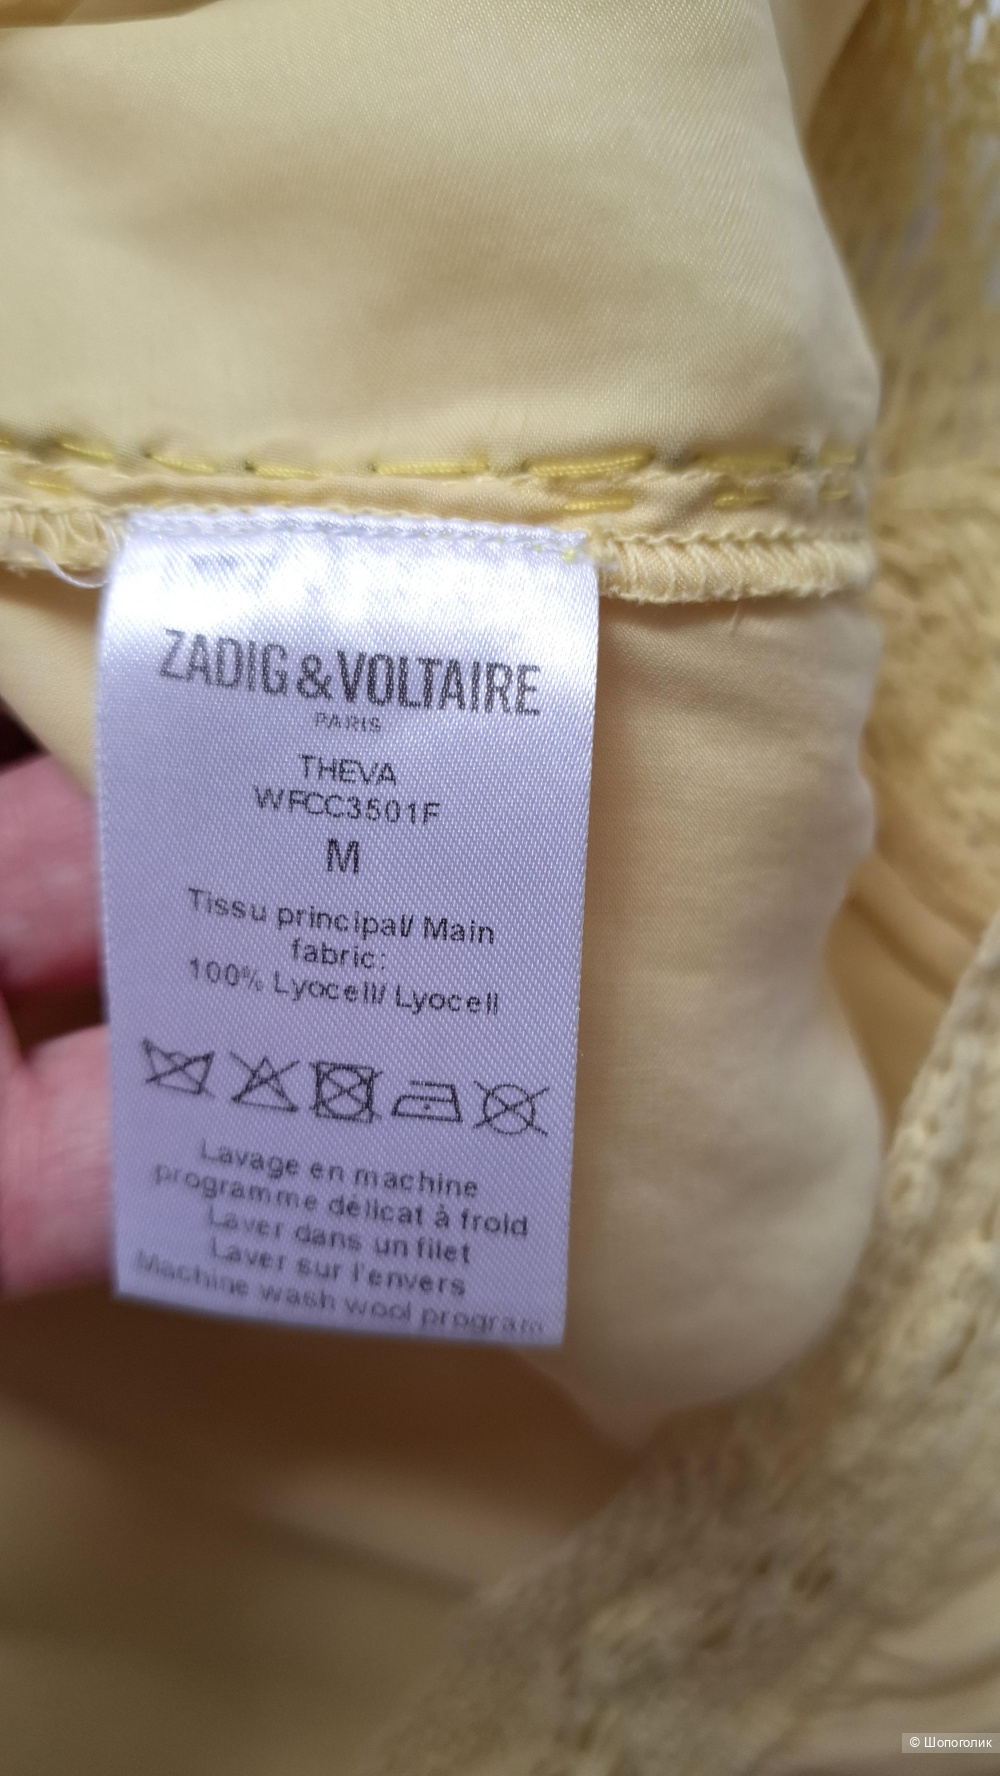 ZADIG & VOLTAIRE
PARIS
THEVA
WFCC3501F
M
Tissu principal/ Main
fabric:
100% Lyocell/ Lyocell
Lavage en machine
programme délicat à froid
Laver dans un filet
Laver sur l'envers
Machine wash wool program
© Шопоголик